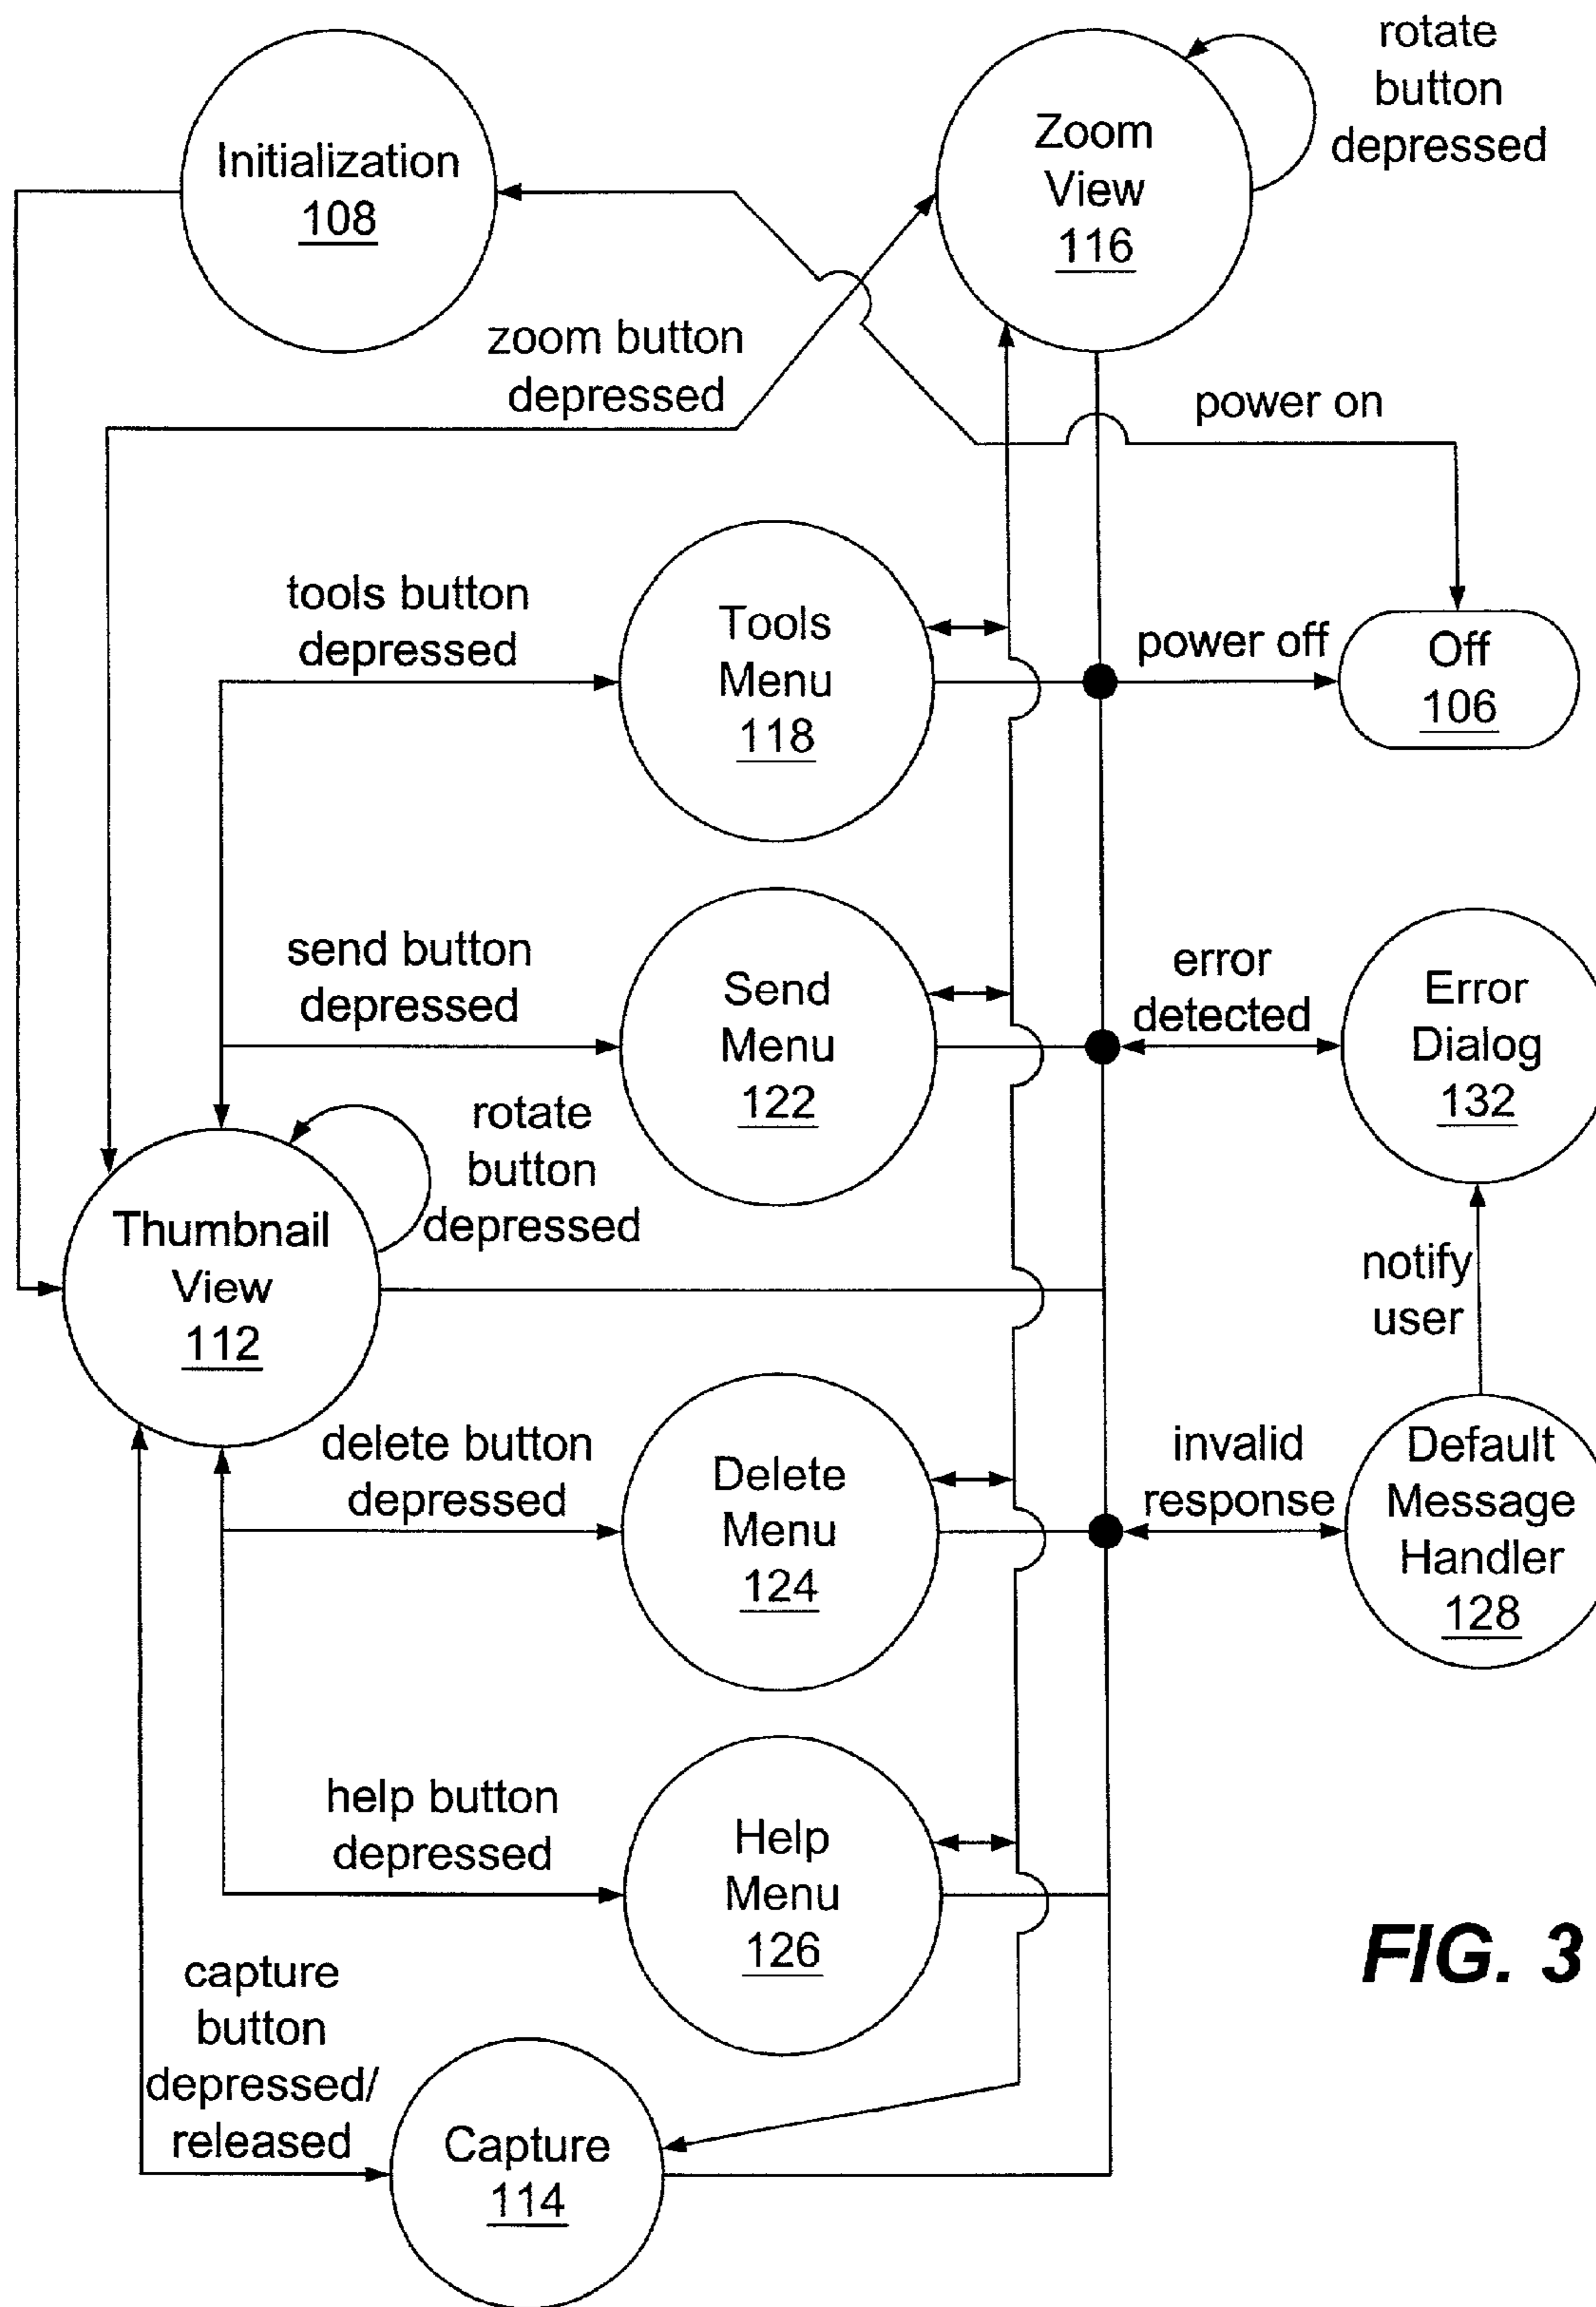 Initialization
108
Zoom
View
116
rotate
button
depressed
zoom button
depressed
power on
tools button
depressed
Tools
Menu
118
power off
Off
106
send button
depressed
Send
Menu
122
error
detected
Error
Dialog
132
rotate
button
depressed
Thumbnail
View
112
notify
user
delete button
depressed
Delete
Menu
124
invalid
response
Default
Message
Handler
128
help button
depressed
Help
Menu
126
FIG. 3
capture
button
depressed/
released
Capture
114